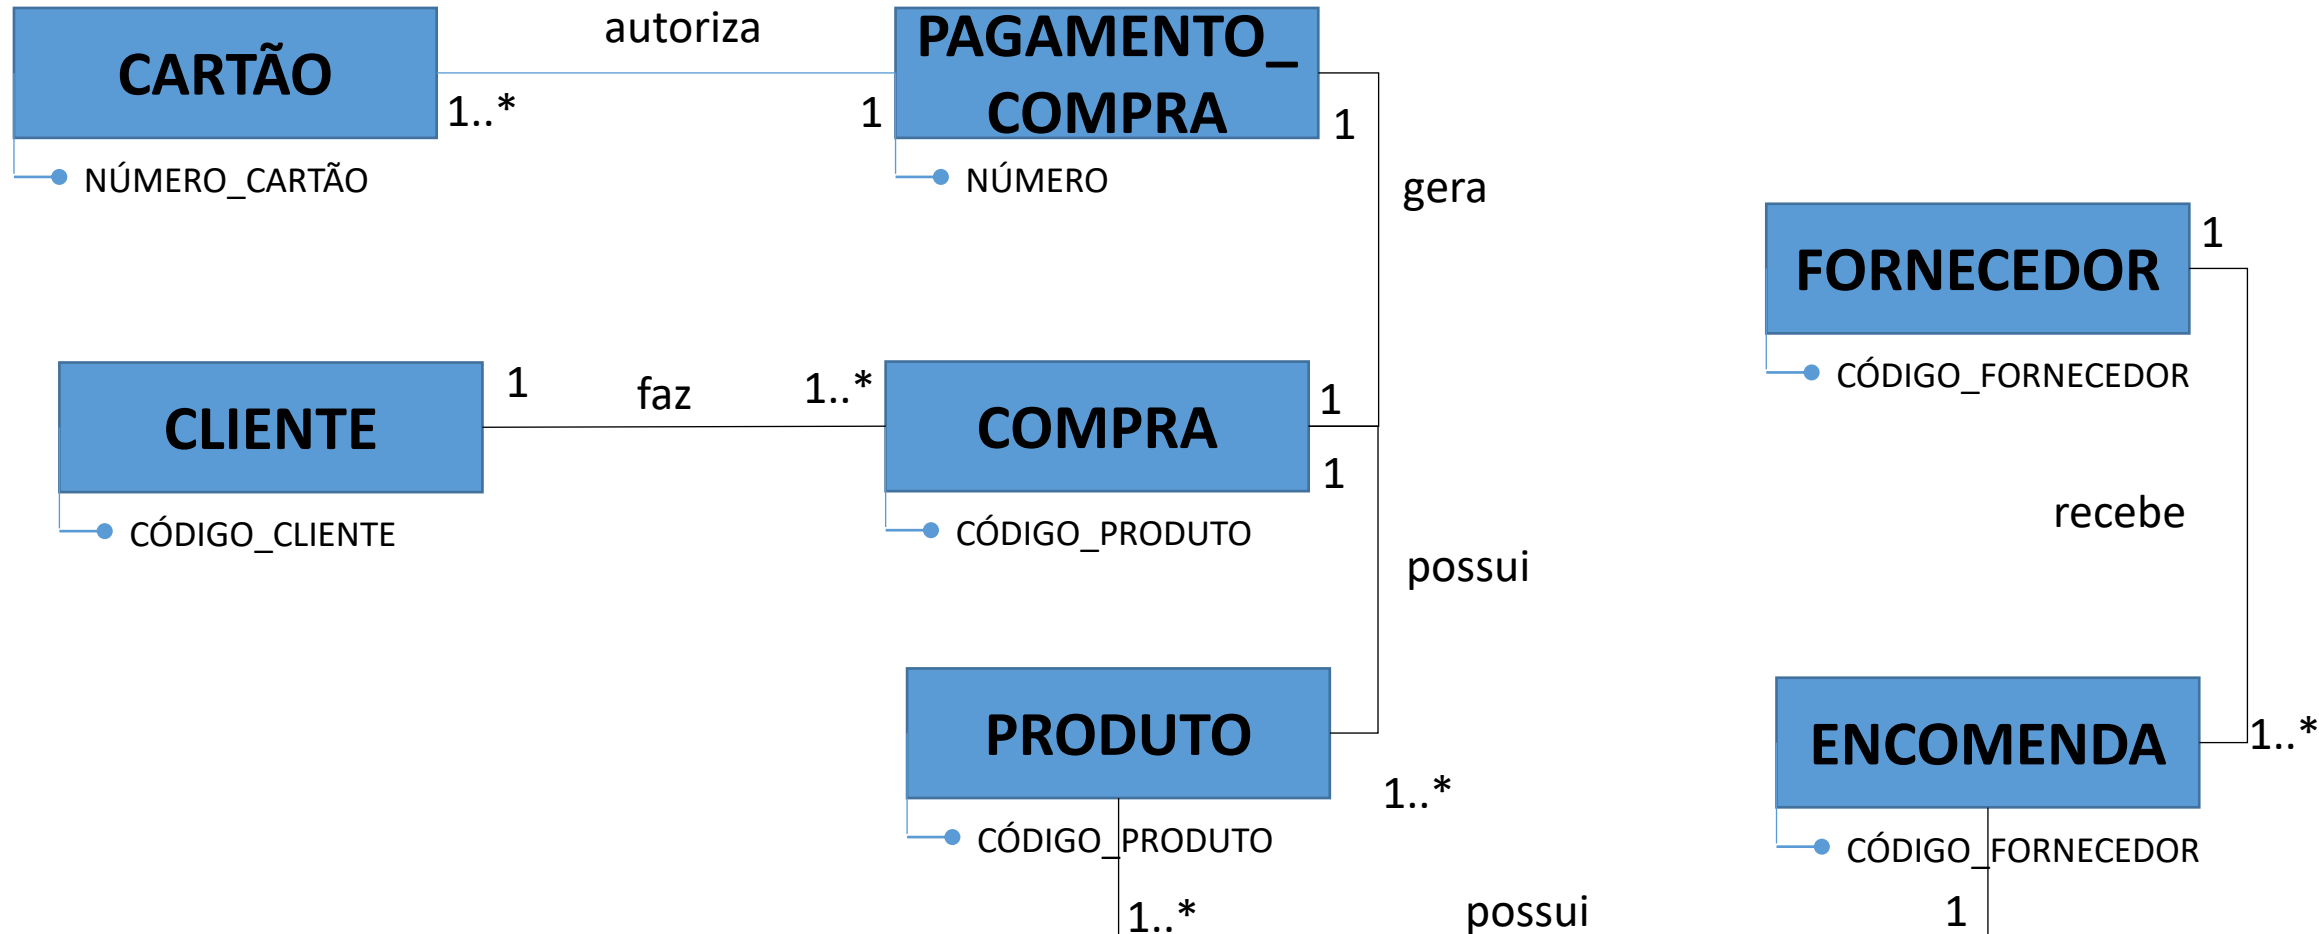 autoriza
CARTÃO
PAGAMENTO_
COMPRA
1..*
1
1
NÚMERO_CARTÃO
NÚMERO
gera
FORNECEDOR
1
CÓDIGO_FORNECEDOR
CLIENTE
1
faz
1..*
COMPRA
1
1
CÓDIGO_CLIENTE
CÓDIGO_PRODUTO
recebe
possui
PRODUTO
1..*
CÓDIGO_PRODUTO
ENCOMENDA
1..*
CÓDIGO_FORNECEDOR
1..*
possui
1